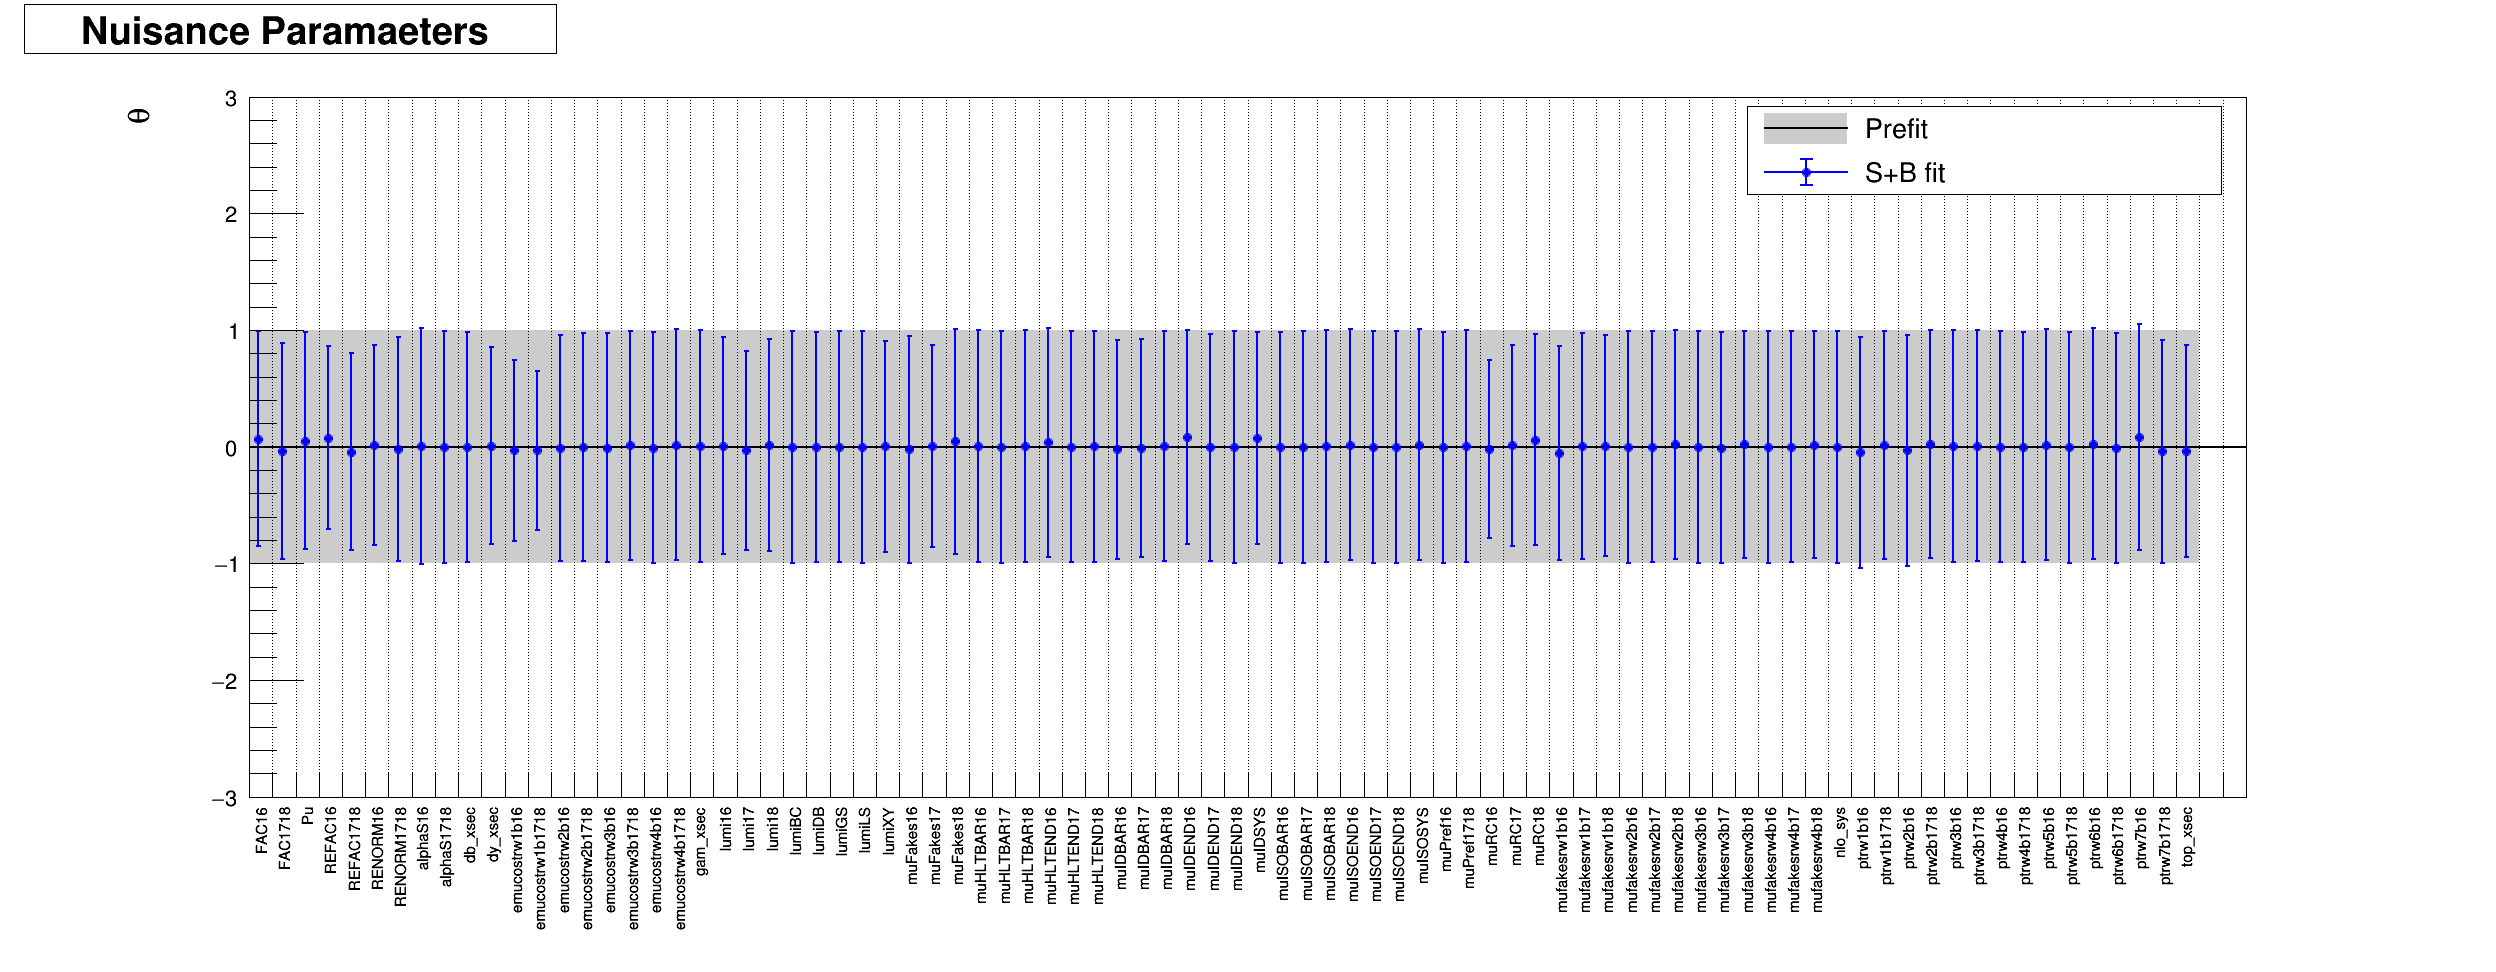 Nuisance Paramaeters
θ
3
2
1
0
−1
−2
−3
Prefit
S+B fit
FAC16
FAC1718
Pu
REFAC16
REFAC1718
RENORM16
RENORM1718
alphaS16
alphaS1718
db_xsec
dy_xsec
emucostrw1b16
emucostrw1b1718
emucostrw2b16
emucostrw2b1718
emucostrw3b16
emucostrw3b1718
emucostrw4b16
emucostrw4b1718
gam_xsec
lumi16
lumi17
lumi18
lumiBC
lumiDB
lumiGS
lumiLS
lumiXY
muFakes16
muFakes17
muFakes18
muHLTBAR16
muHLTBAR17
muHLTBAR18
muHLTEND16
muHLTEND17
muHLTEND18
muIDBAR16
muIDBAR17
muIDBAR18
muIDEND16
muIDEND17
muIDEND18
muIDSYS
muISOBAR16
muISOBAR17
muISOBAR18
muISOEND16
muISOEND17
muISOEND18
muISOSYS
muPref16
muPref1718
muRC16
muRC17
muRC18
mufakesrw1b16
mufakesrw1b17
mufakesrw1b18
mufakesrw2b16
mufakesrw2b17
mufakesrw2b18
mufakesrw3b16
mufakesrw3b17
mufakesrw3b18
mufakesrw4b16
mufakesrw4b17
mufakesrw4b18
nlo_sys
ptrw1b16
ptrw1b1718
ptrw2b16
ptrw2b1718
ptrw3b16
ptrw3b1718
ptrw4b16
ptrw4b1718
ptrw5b16
ptrw5b1718
ptrw6b16
ptrw6b1718
ptrw7b16
ptrw7b1718
top_xsec